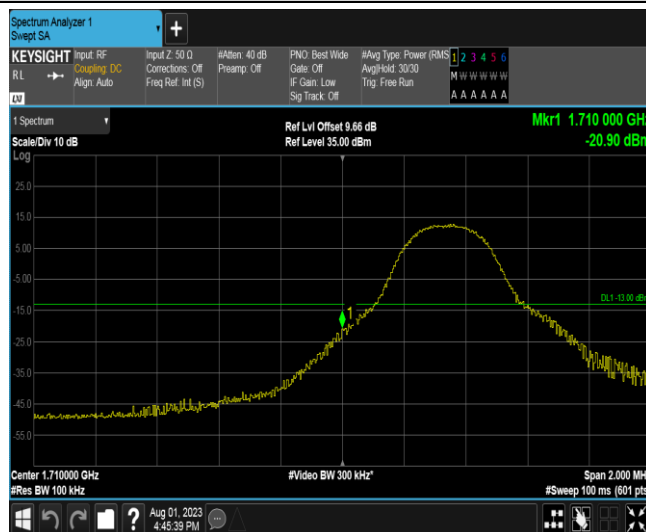 Spectrum Analyzer 1
Swept SA
+
KEYSIGHT
RL
Input: RF
Coupling: DC
Align: Auto
Input Z: 50 Ω
Corrections: Off
Freq Ref: Int (S)
#Atten: 40 dB
Preamp: Off
PNO: Best Wide
Gate: Off
IF Gain: Low
Sig Track: Off
#Avg Type: Power (RMS
Avg|Hold: 30/30
Trig: Free Run
1 2 3 4 5 6
M W W W W W
A A A A A A
LXI
1 Spectrum
Scale/Div 10 dB
Ref Lvl Offset 9.66 dB
Ref Level 35.00 dBm
Mkr1 1.710 000 GHz
-20.90 dBm
Log
25.0
15.0
5.00
-5.00
-15.0
-25.0
-35.0
-45.0
-55.0
1
DL1 -13.00 dBm
Center 1.710000 GHz
#Res BW 100 kHz
#Video BW 300 kHz*
Span 2.000 MH
#Sweep 100 ms (601 pts
?
Aug 01, 2023
4:45:39 PM